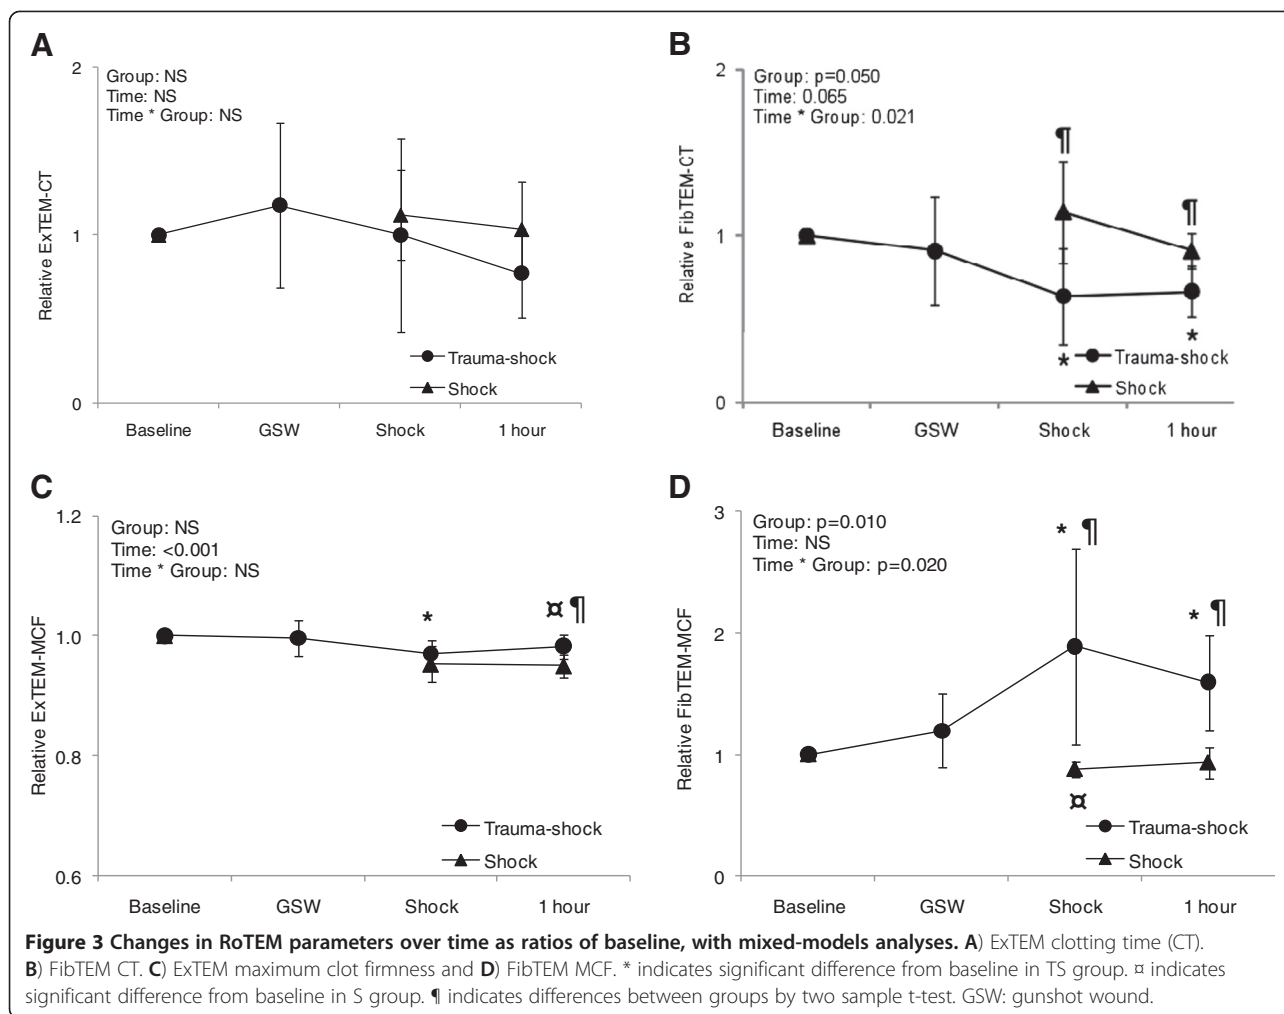 A
2
Group: NS
Time: NS
Time * Group: NS
Relative ExTEM-CT
1
Trauma-shock
Shock
0
Baseline GSW Shock 1 hour
B
2
Group: p=0.050
Time: 0.065
Time * Group: 0.021
¶
¶
Relative FibTEM-CT
1
*
* Trauma-shock
Shock
0
Baseline GSW Shock 1 hour
C
1.2
Group: NS
Time: <0.001
Time * Group: NS
* ¤ ¶
1.0
Relative ExTEM-MCF
0.8
Trauma-shock
Shock
0.6
Baseline GSW Shock 1 hour
D
3
Group: p=0.010
Time: NS
Time * Group: p=0.020
* ¶
* ¶
2
Relative FibTEM-MCF
1
¤
Trauma-shock
Shock
0
Baseline GSW Shock 1 hour
Figure 3 Changes in RoTEM parameters over time as ratios of baseline, with mixed-models analyses. A) ExTEM clotting time (CT).
B) FibTEM CT. C) ExTEM maximum clot firmness and D) FibTEM MCF. * indicates significant difference from baseline in TS group. ¤ indicates
significant difference from baseline in S group. ¶ indicates differences between groups by two sample t-test. GSW: gunshot wound.